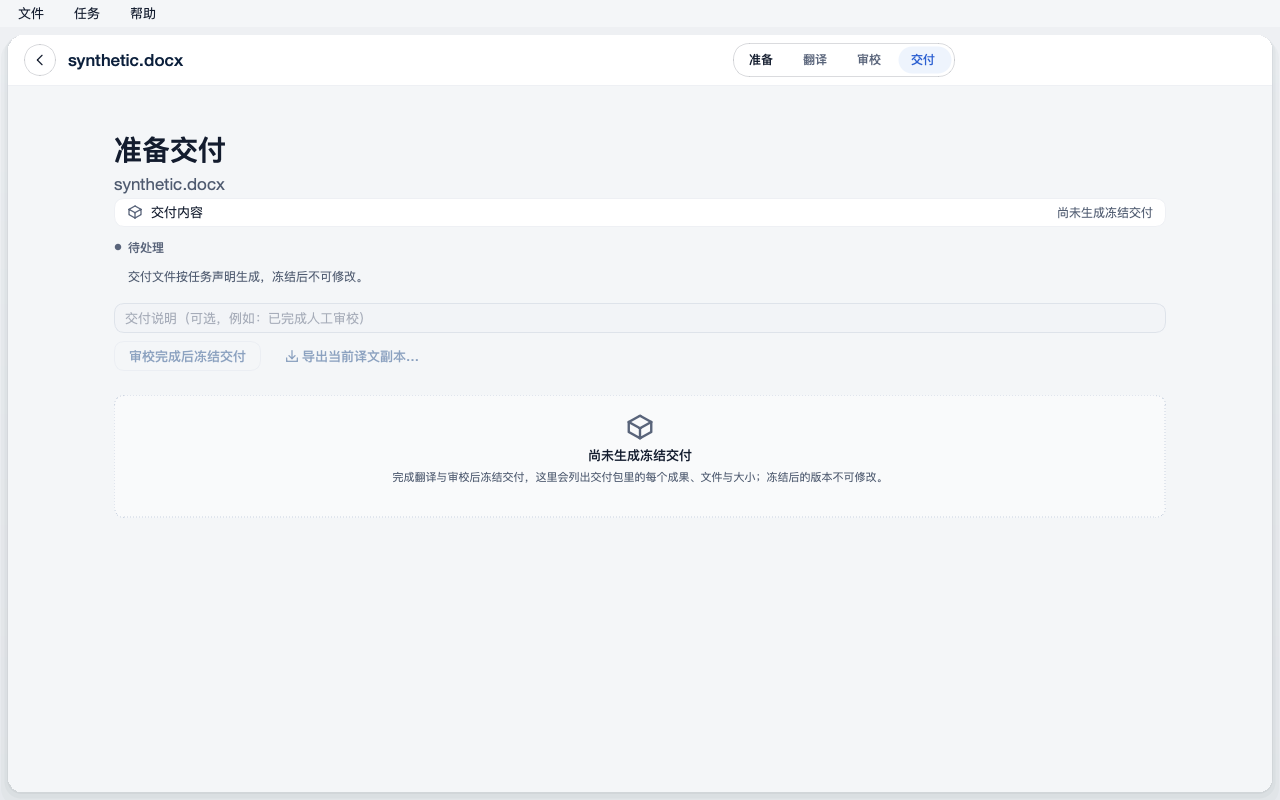 文件 任务 帮助
synthetic.docx 准备 翻译 审校 交付
准备交付
synthetic.docx
交付内容 尚未生成冻结交付
待处理
交付文件按任务声明生成，冻结后不可修改。
交付说明（可选，例如：已完成人工审校）
审校完成后冻结交付 导出当前译文副本...
尚未生成冻结交付
完成翻译与审校后冻结交付，这里会列出交付包里的每个成果、文件与大小；冻结后的版本不可修改。